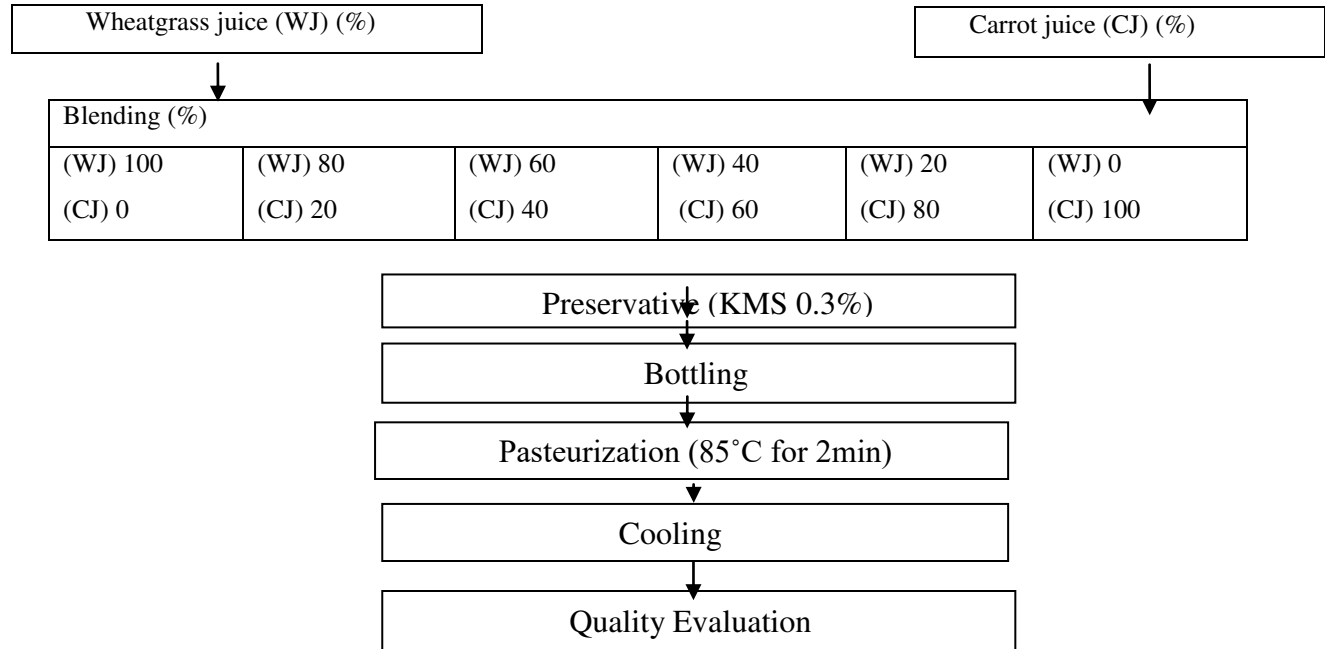 Wheatgrass juice (WJ) (%)
Carrot juice (CJ) (%)
Blending (%)
(WJ) 100
(CJ) 0
(WJ) 80
(CJ) 20
(WJ) 60
(CJ) 40
(WJ) 40
(CJ) 60
(WJ) 20
(CJ) 80
(WJ) 0
(CJ) 100
Preservative (KMS 0.3%)
Bottling
Pasteurization (85˚C for 2min)
Cooling
Quality Evaluation